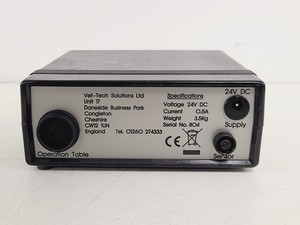 Vet-Tech Solutions Ltd
Unit 17
Daneside Business Park
Congleton
Cheshire
CW12 1UN
England Tel. 01260 274333
Specifications
Voltage 24V DC
Current 0.5A
Weight 3.5Kg
Serial No. 804
CE
24V DC
Supply
Sensor
Operation Table